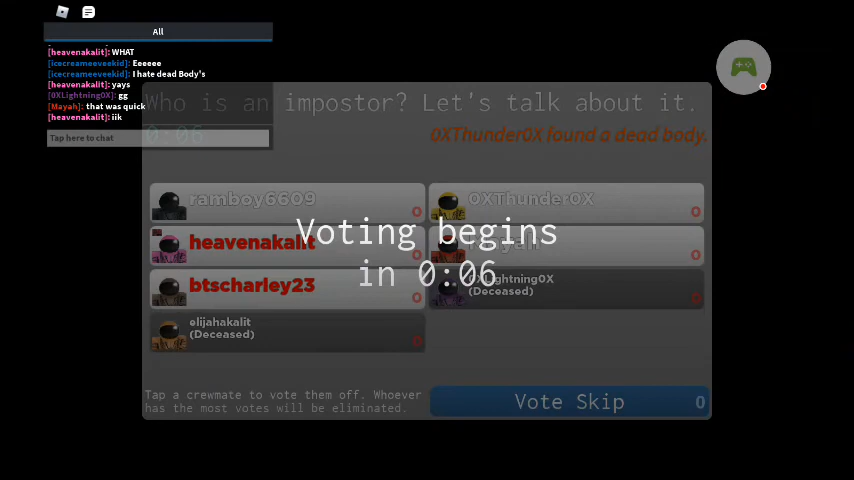 All
[heavenakalit]: WHAT
[icecreameeveekid]: Eeeeee
[icecreameeveekid]: I hate dead Body's
[heavenakalit]: yays
[0XLightning0X]: gg
[Mayah]: that was quick
[heavenakalit]: iik
Tap here to chat
Who is an impostor? Let's talk about it.
0:06
0XThunder0X found a dead body.
ramboy6609
0
0XThunder0X
0
heavenakalit
0
0
Voting begins
in 0:06
btscharley23
0
0XLightning0X
(Deceased)
0
elijahakalit
(Deceased)
0
Tap a crewmate to vote them off. Whoever
has the most votes will be eliminated.
Vote Skip 0